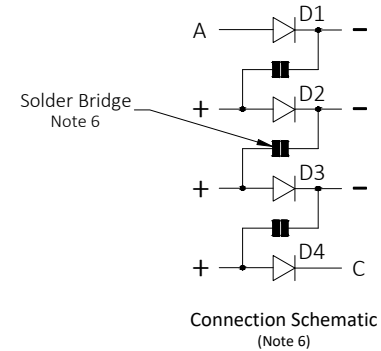 A D1 −
+ D2 −
Solder Bridge
Note 6
+ D3 −
+ D4 C
Connection Schematic
(Note 6)